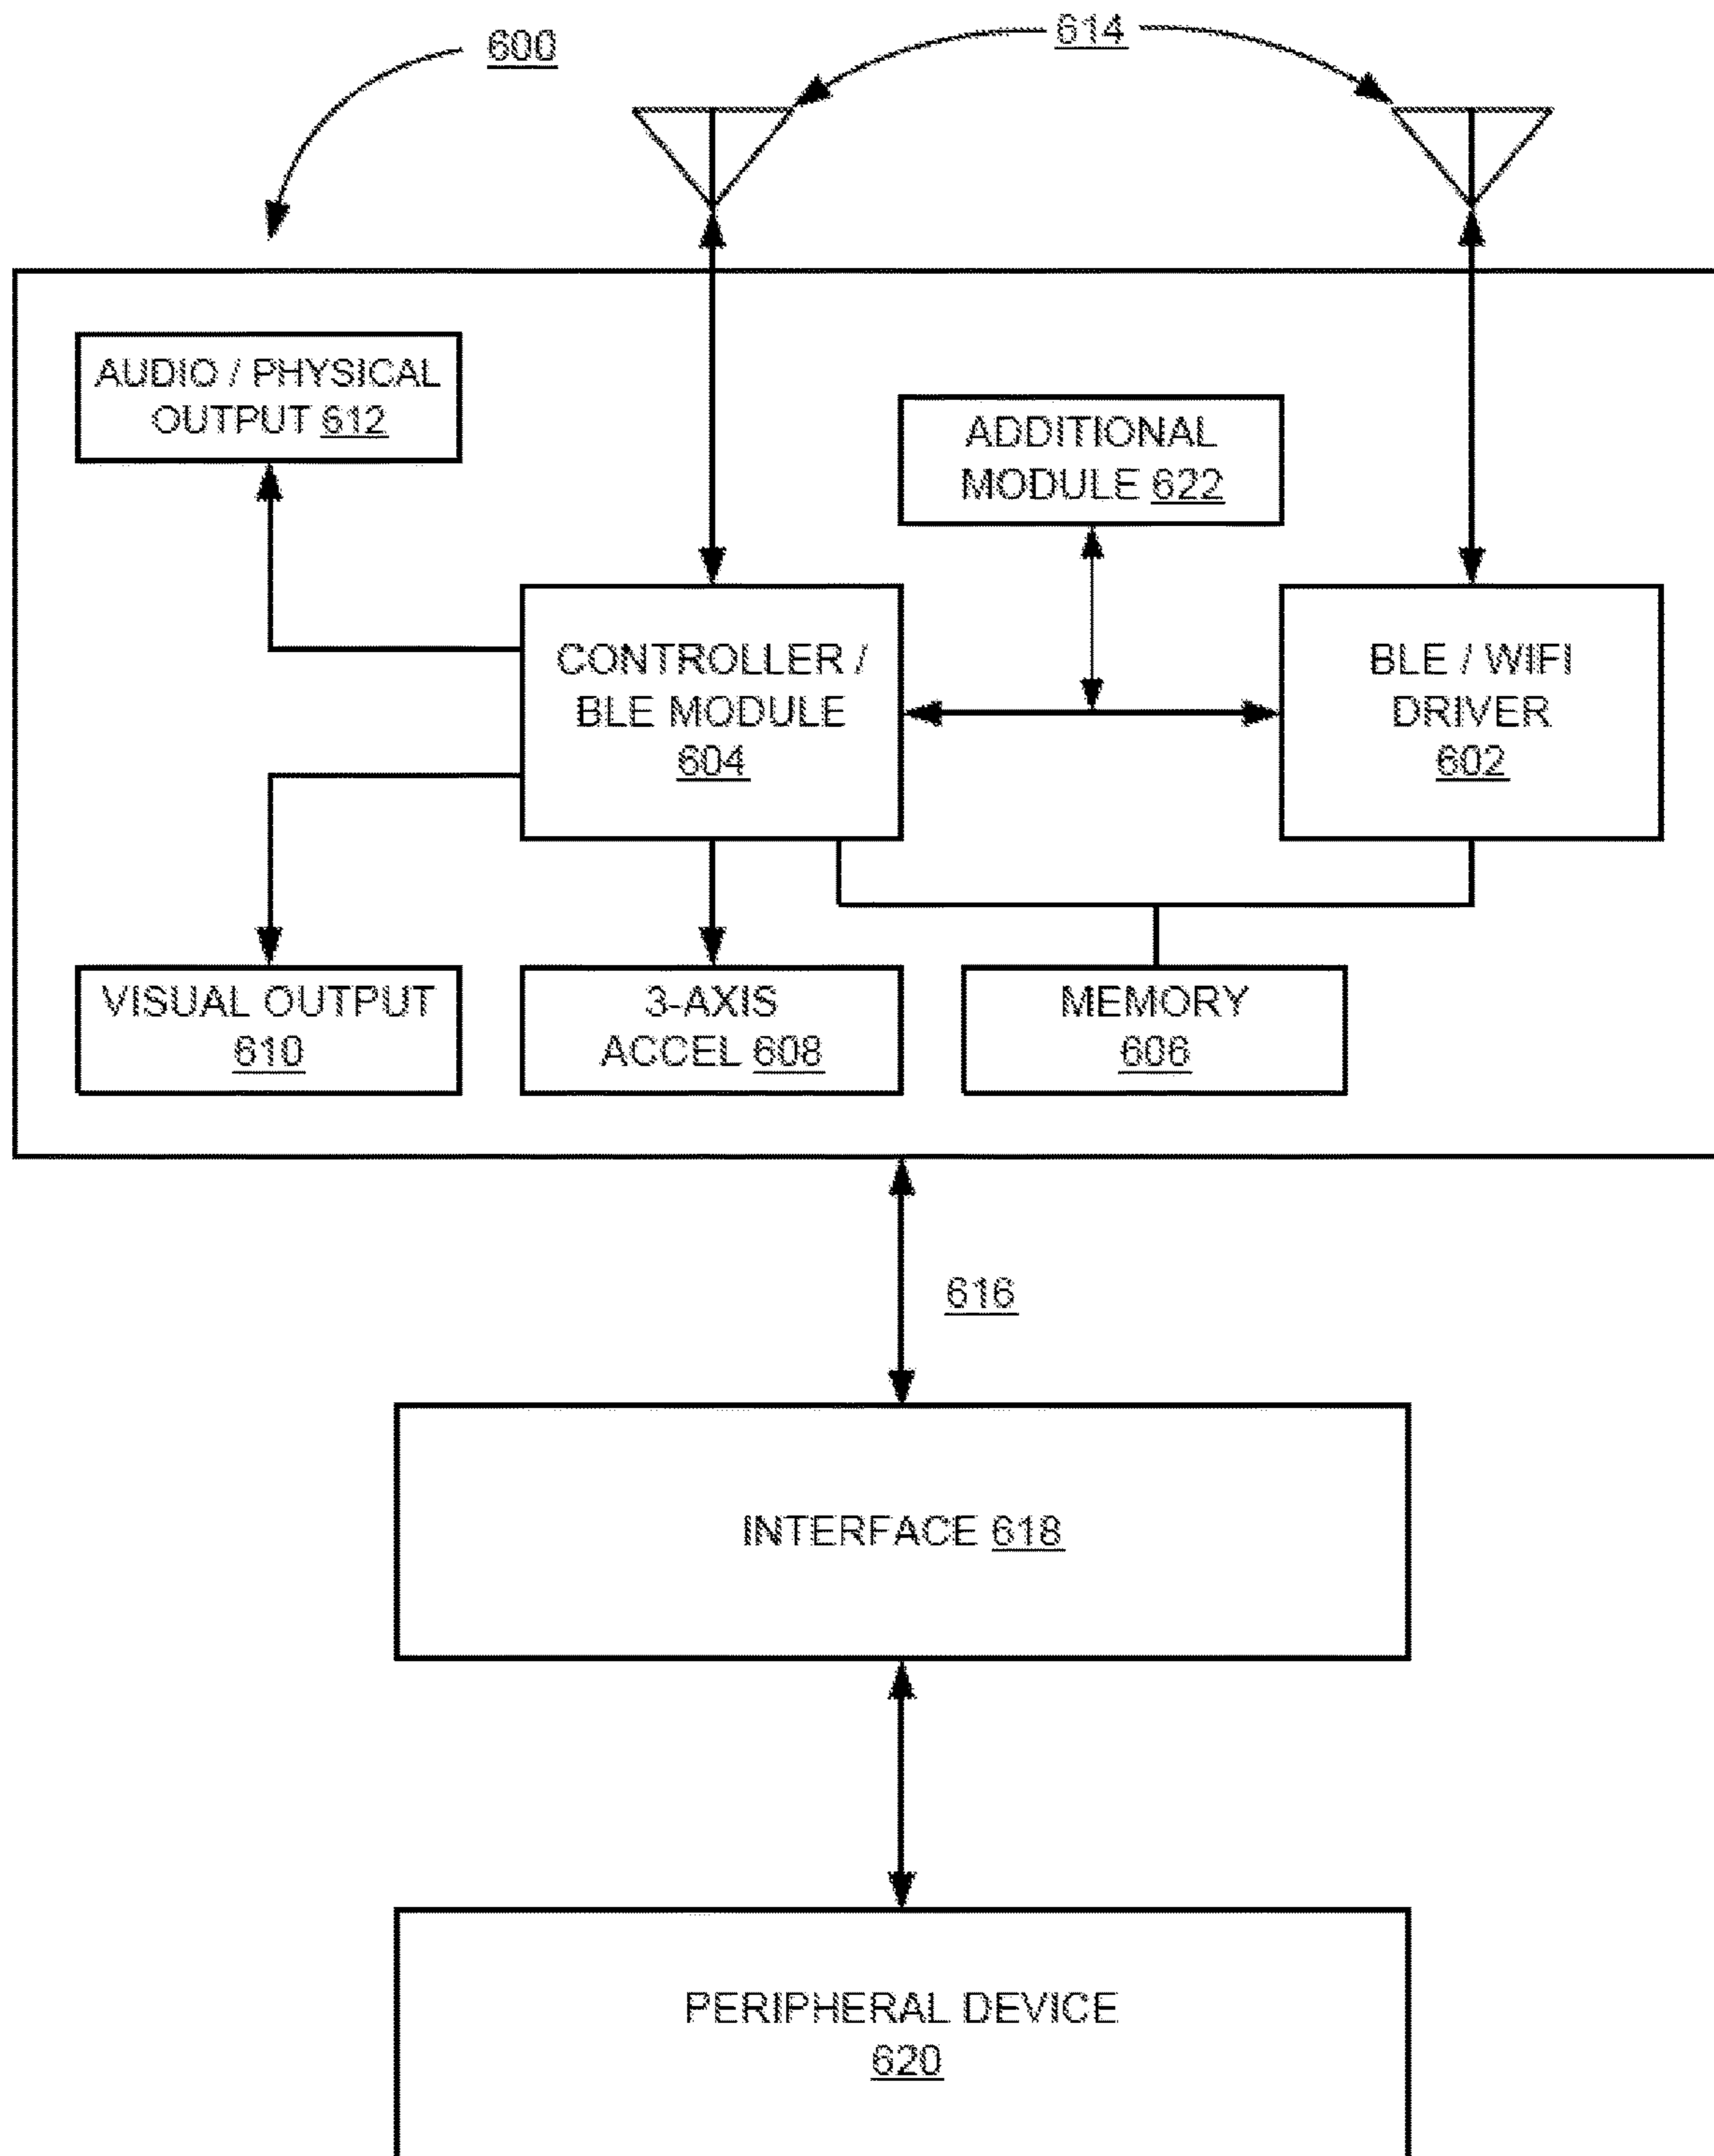 600
614
AUDIO / PHYSICAL
OUTPUT 612
ADDITIONAL
MODULE 622
CONTROLLER /
BLE MODULE
604
BLE / WIFI
DRIVER
602
VISUAL OUTPUT
610
3-AXIS
ACCEL 608
MEMORY
606
616
INTERFACE 618
PERIPHERAL DEVICE
620